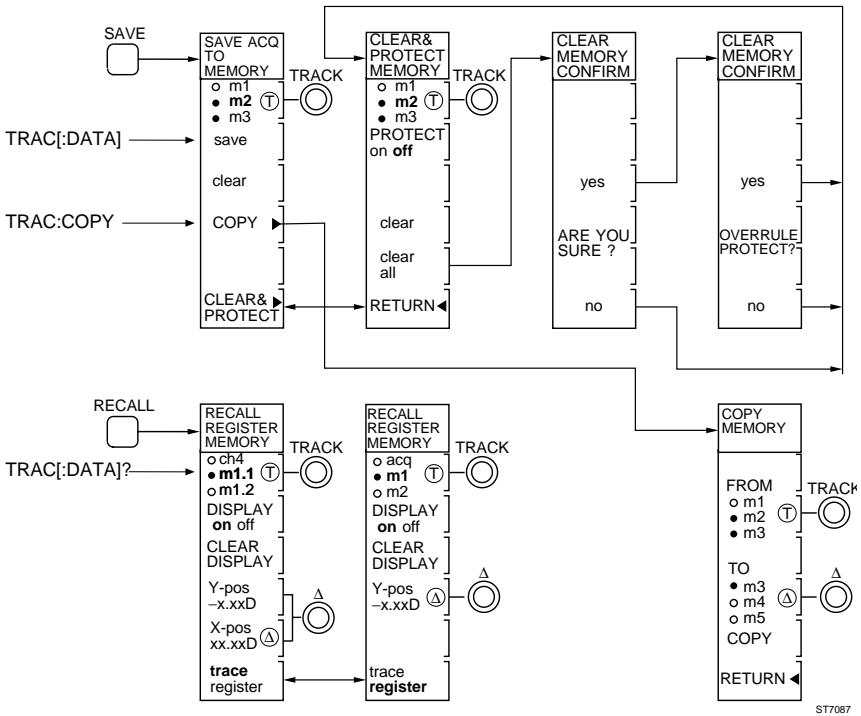 SAVE
SAVE ACQ
TO
MEMORY
m1
m2 T
m3
TRACK
TRAC[:DATA]
save
clear
TRAC:COPY
COPY
CLEAR&
PROTECT
CLEAR&
PROTECT
MEMORY
m1
m2 T
m3
TRACK
PROTECT
on off
clear
clear
all
RETURN
CLEAR
MEMORY
CONFIRM
yes
ARE YOU
SURE ?
no
CLEAR
MEMORY
CONFIRM
yes
OVERRULE
PROTECT?
no
RECALL
RECALL
REGISTER
MEMORY
TRAC[:DATA]?
ch4
m1.1 T
m1.2
TRACK
DISPLAY
on off
CLEAR
DISPLAY
Y-pos
–x.xxD
Δ
X-pos
xx.xxD Δ
trace
register
RECALL
REGISTER
MEMORY
acq
m1 T
m2
TRACK
DISPLAY
on off
CLEAR
DISPLAY
Y-pos
–x.xxD Δ
Δ
trace
register
COPY
MEMORY
FROM
m1
m2 T
m3
TRACK
TO
m3
m4 Δ
m5
Δ
COPY
RETURN
ST7087